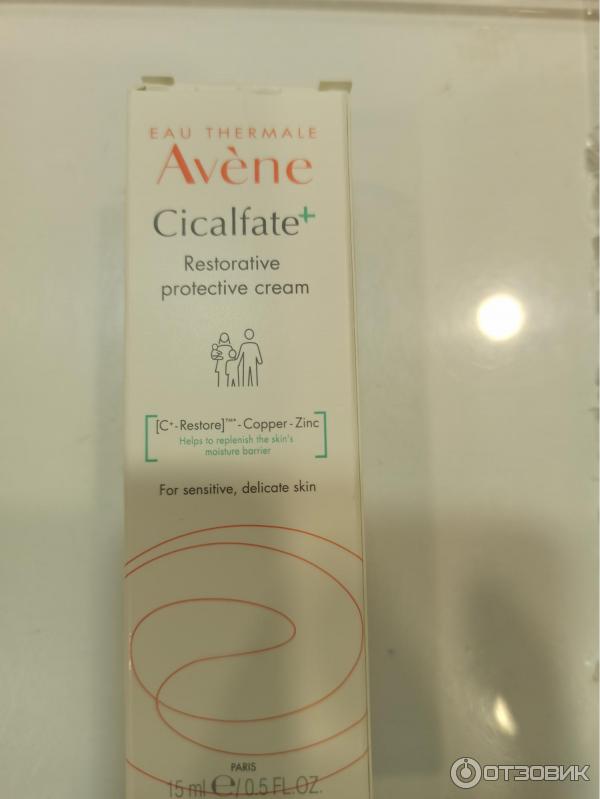 EAU THERMALE
Avène
Cicalfate+
Restorative
protective cream
[C+-Restore]™* - Copper - Zinc
Helps to replenish the skin's
moisture barrier
For sensitive, delicate skin
PARIS
15 ml e / 0.5 FL.OZ.
ОТЗОВИК